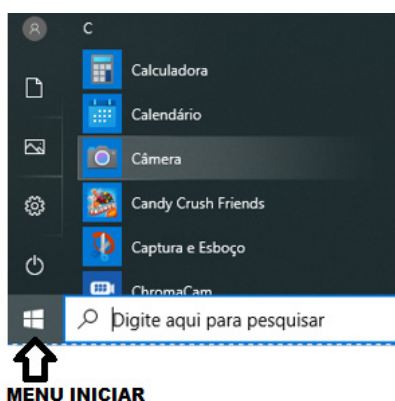 C
Calculadora
Calendário
Câmera
Candy Crush Friends
Captura e Esboço
ChromaCam
Digite aqui para pesquisar
MENU INICIAR